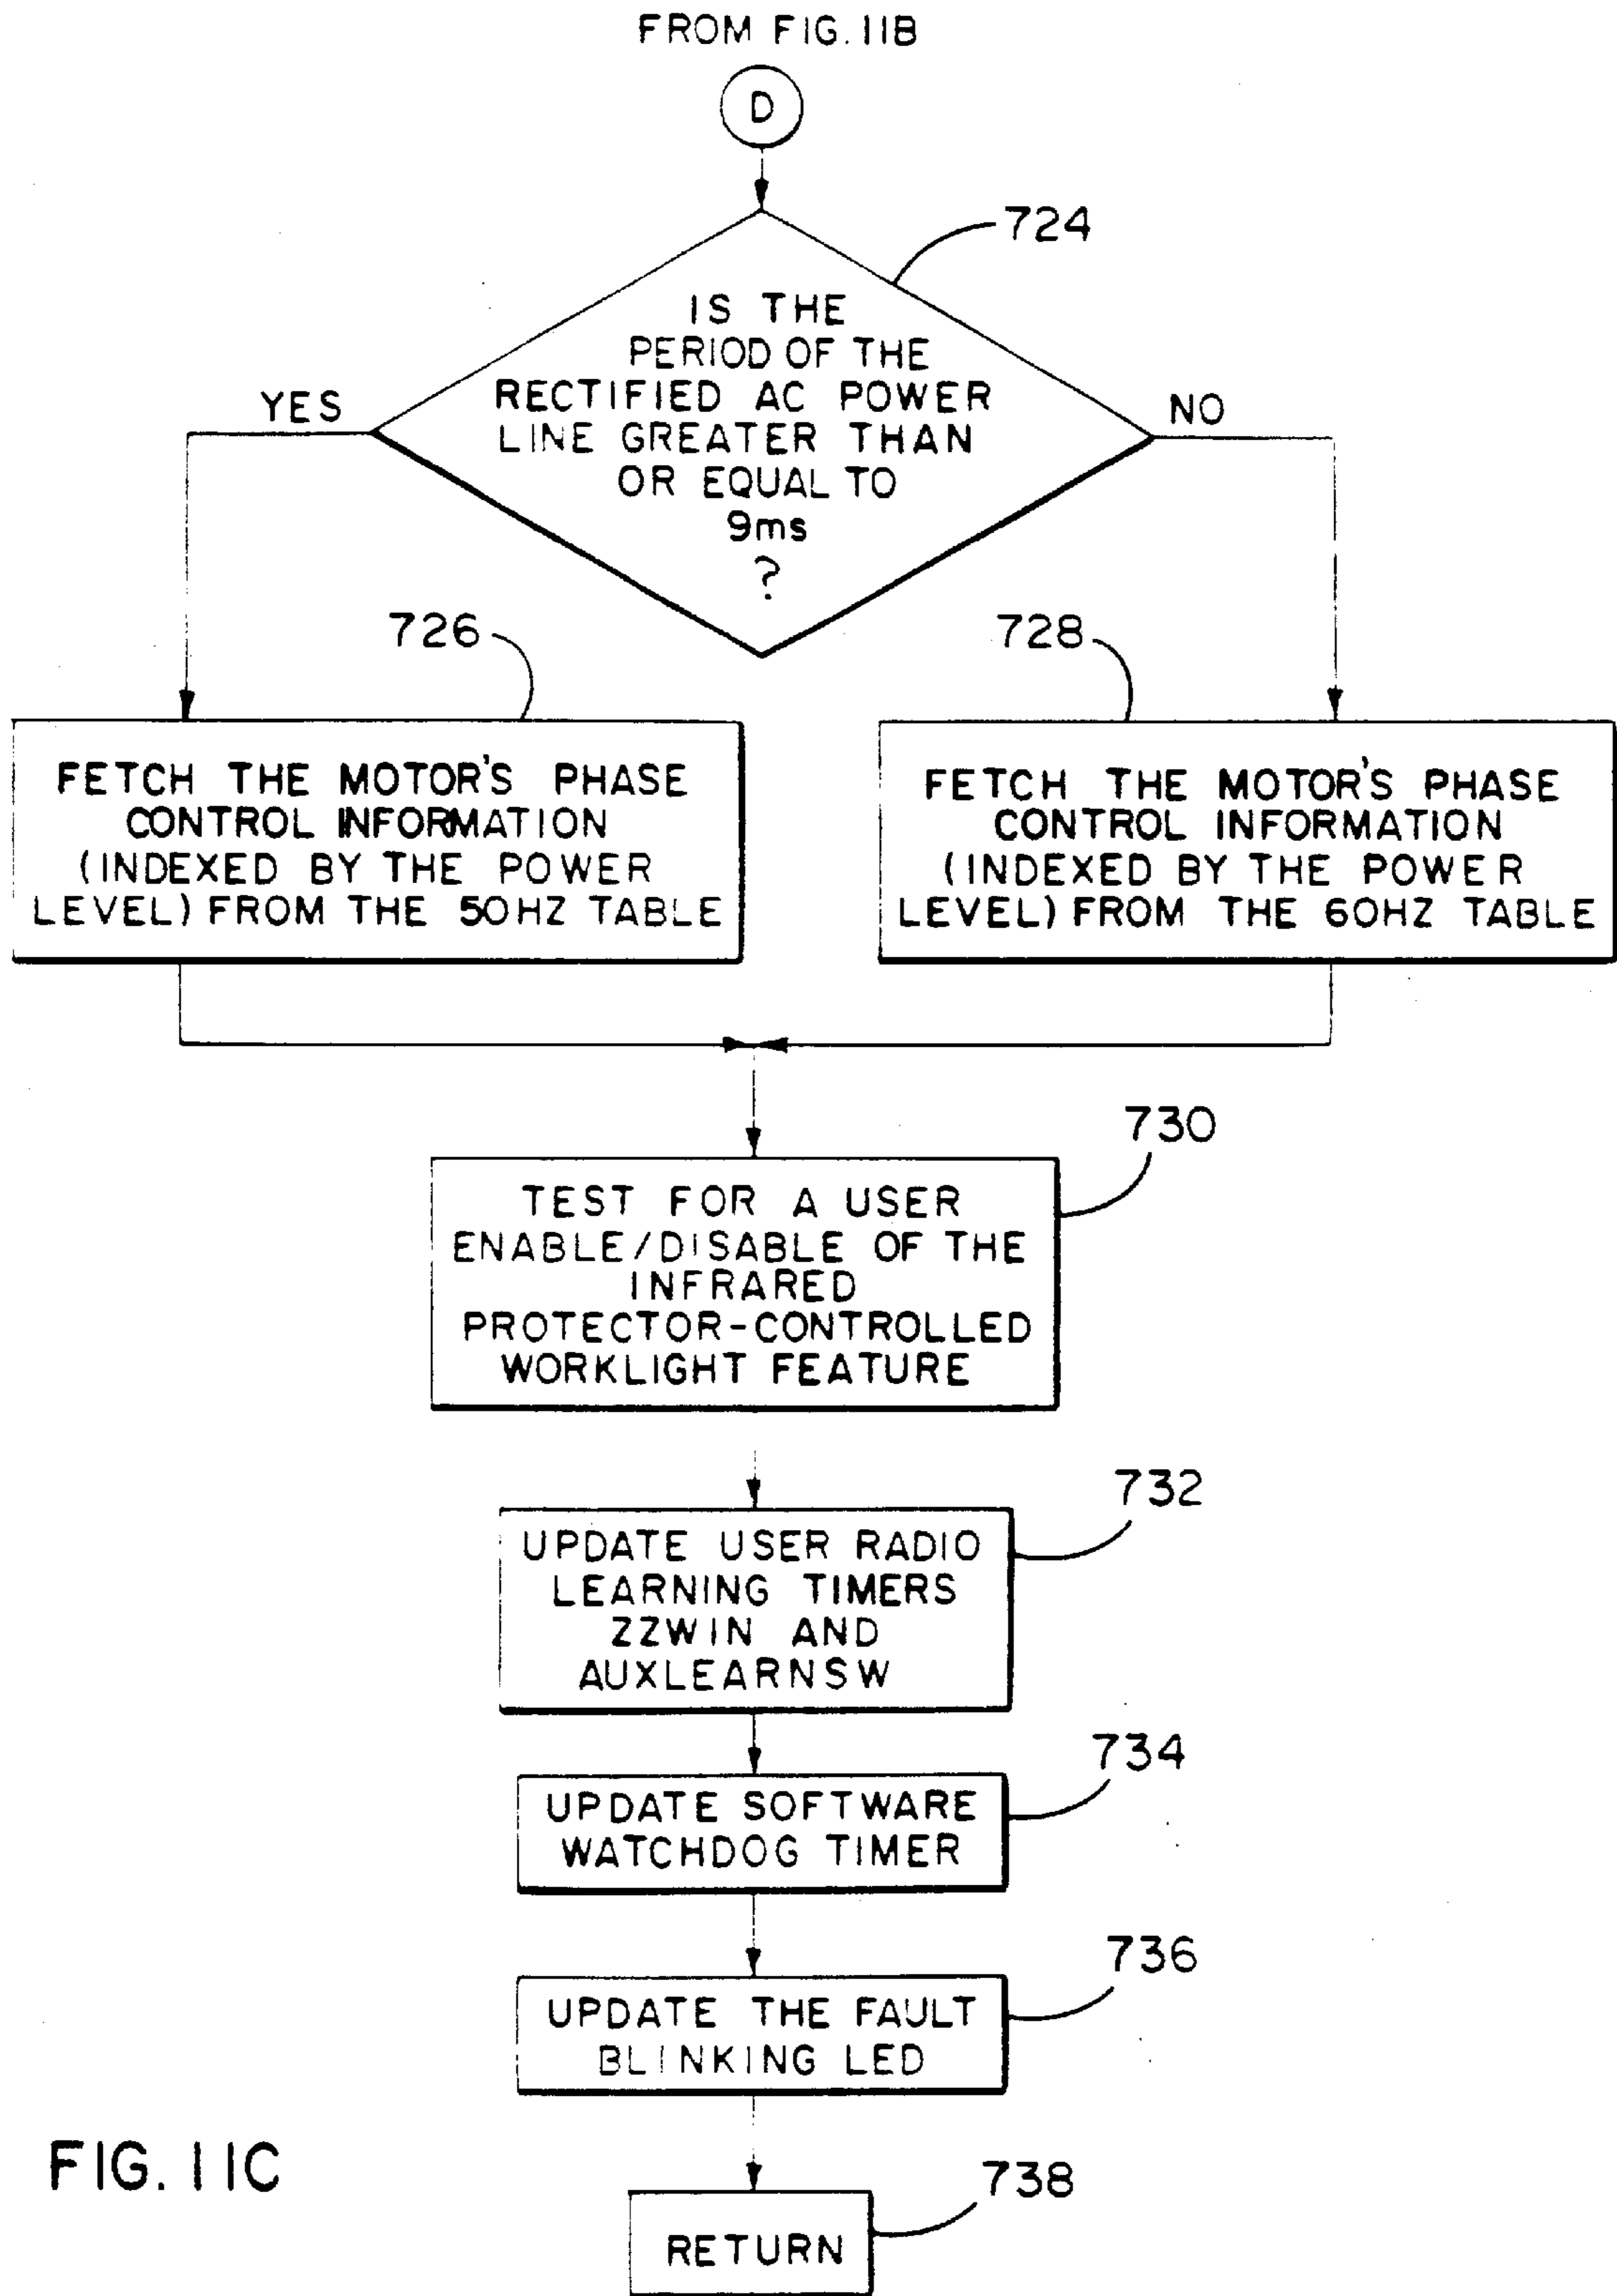 FROM FIG. 11B
D
724
IS THE
PERIOD OF THE
RECTIFIED AC POWER
LINE GREATER THAN
OR EQUAL TO
9ms
?
YES
NO
726
728
FETCH THE MOTOR'S PHASE
CONTROL INFORMATION
(INDEXED BY THE POWER
LEVEL) FROM THE 50HZ TABLE
FETCH THE MOTOR'S PHASE
CONTROL INFORMATION
(INDEXED BY THE POWER
LEVEL) FROM THE 60HZ TABLE
730
TEST FOR A USER
ENABLE/DISABLE OF THE
INFRARED
PROTECTOR-CONTROLLED
WORKLIGHT FEATURE
732
UPDATE USER RADIO
LEARNING TIMERS
ZZWIN AND
AUXLEARNSW
734
UPDATE SOFTWARE
WATCHDOG TIMER
736
UPDATE THE FAULT
BLINKING LED
738
RETURN
FIG. 11C